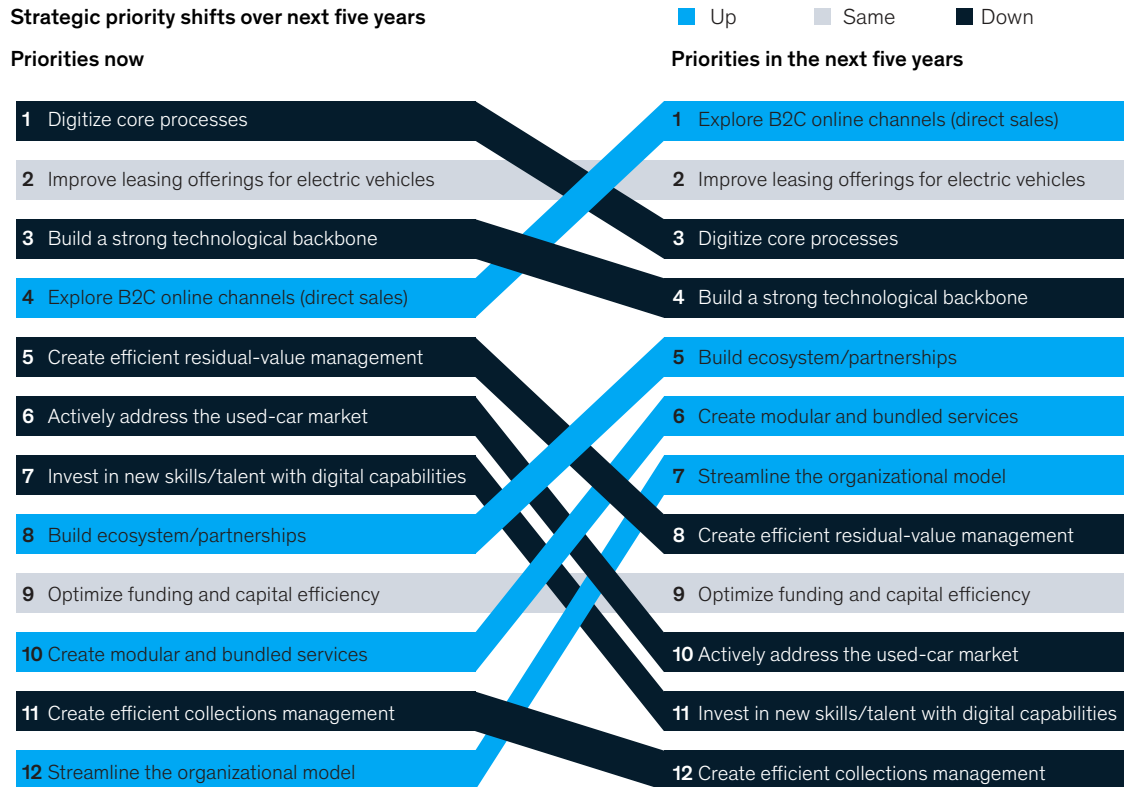 Strategic priority shifts over next five years
Up Same Down
Priorities now
Priorities in the next five years
1 Digitize core processes
2 Improve leasing offerings for electric vehicles
3 Build a strong technological backbone
4 Explore B2C online channels (direct sales)
5 Create efficient residual-value management
6 Actively address the used-car market
7 Invest in new skills/talent with digital capabilities
8 Build ecosystem/partnerships
9 Optimize funding and capital efficiency
10 Create modular and bundled services
11 Create efficient collections management
12 Streamline the organizational model
1 Explore B2C online channels (direct sales)
2 Improve leasing offerings for electric vehicles
3 Digitize core processes
4 Build a strong technological backbone
5 Build ecosystem/partnerships
6 Create modular and bundled services
7 Streamline the organizational model
8 Create efficient residual-value management
9 Optimize funding and capital efficiency
10 Actively address the used-car market
11 Invest in new skills/talent with digital capabilities
12 Create efficient collections management